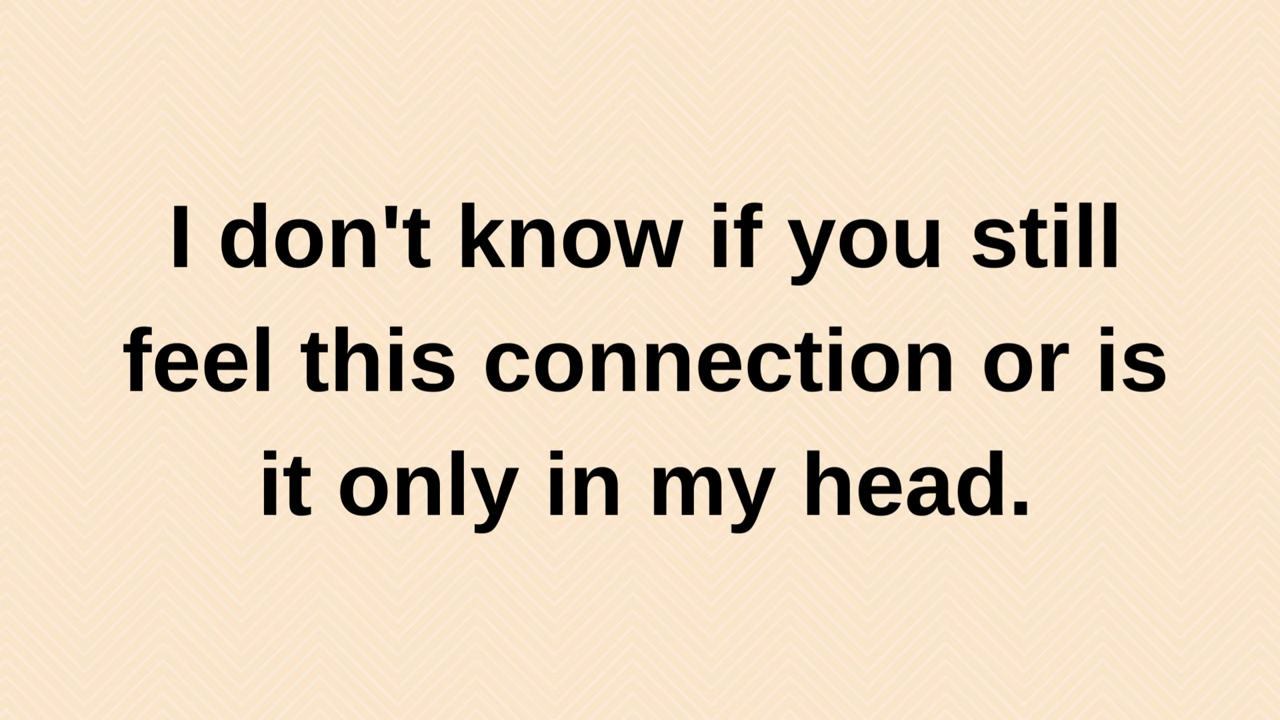 I don't know if you still
feel this connection or is
it only in my head.